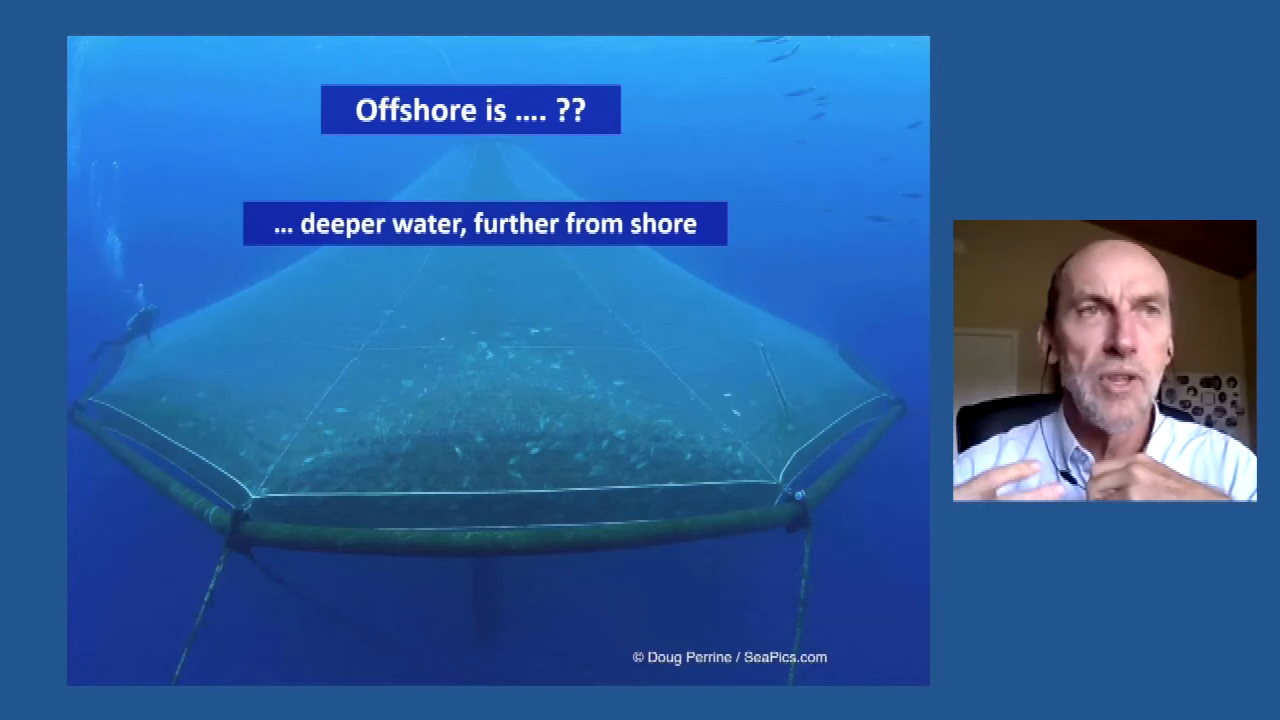 Offshore is .... ??
... deeper water, further from shore
© Doug Perrine / SeaPics.com